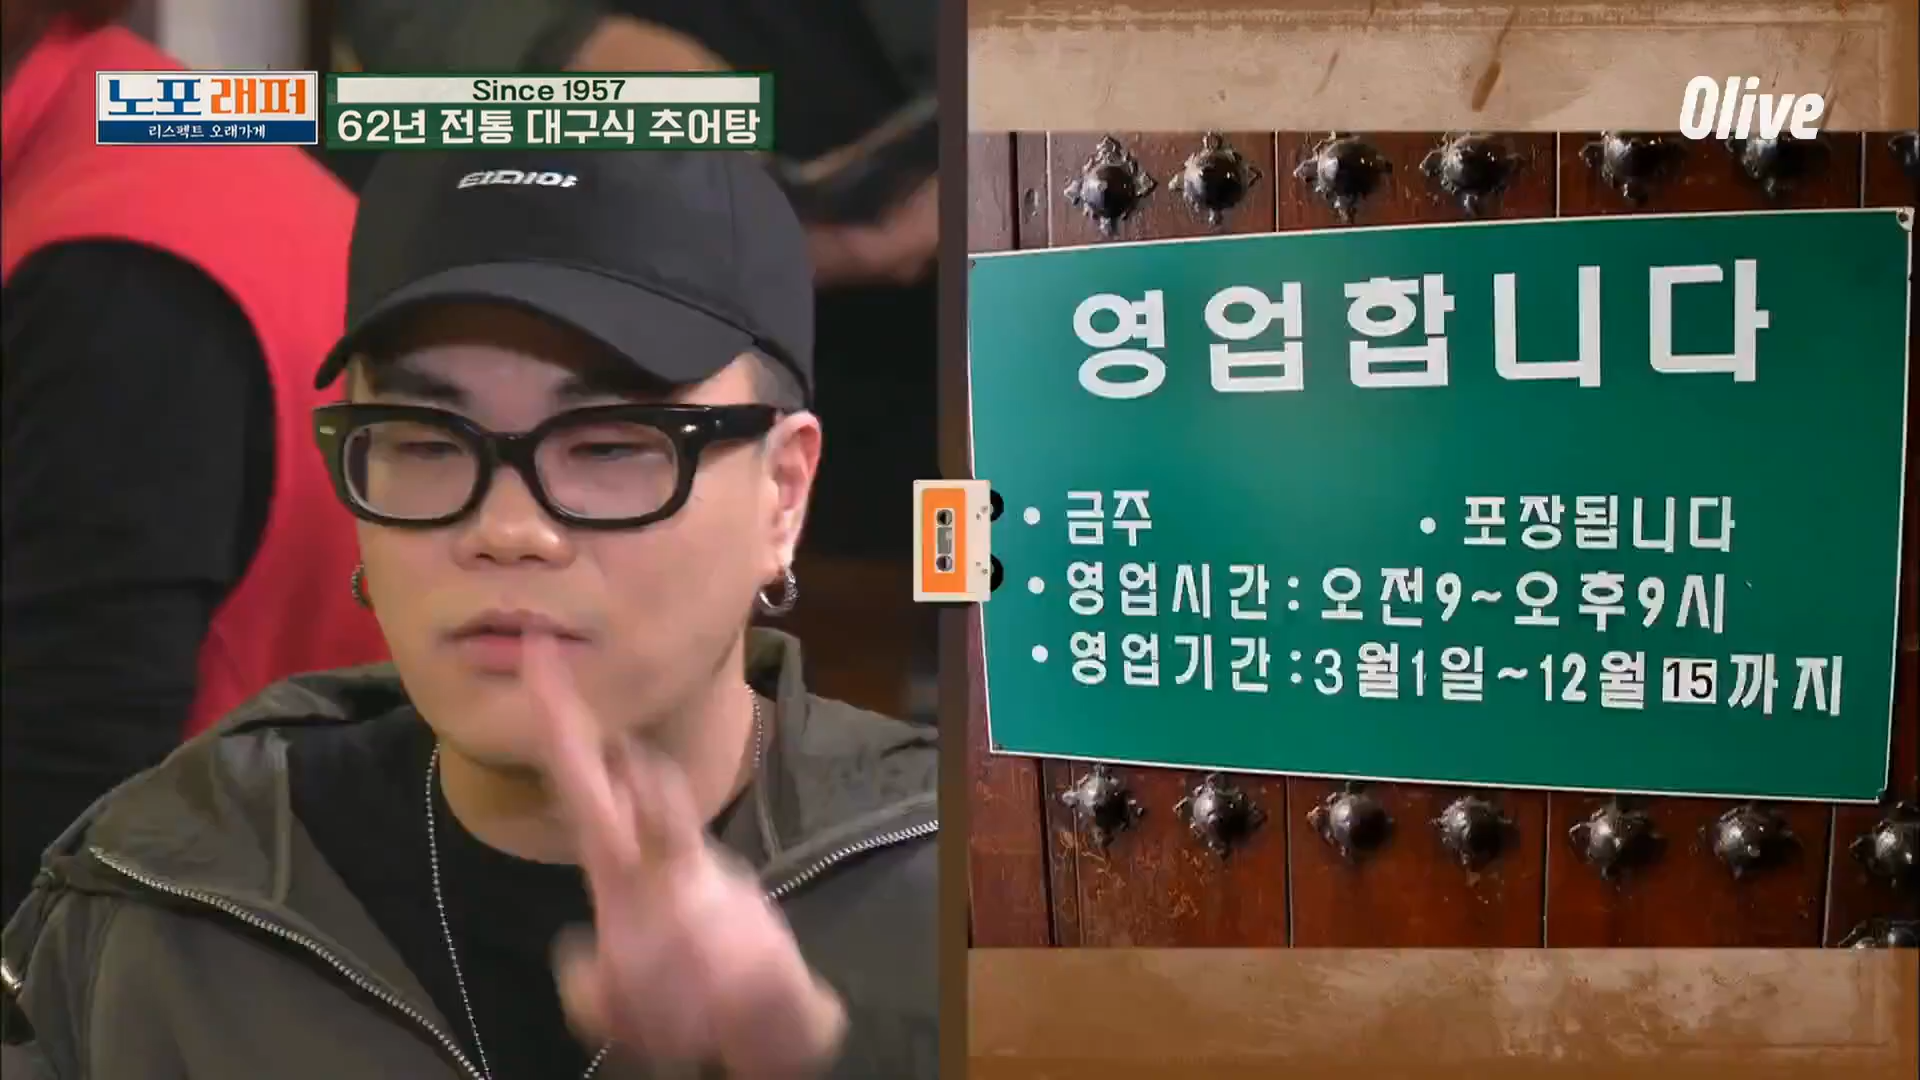 노포래퍼
리스펙트 오래가게
Since 1957
62년 전통 대구식 추어탕
Olive
영업합니다
• 금주 • 포장됩니다
• 영업시간 : 오전9~오후9시
• 영업기간 : 3월1일~12월 15까지